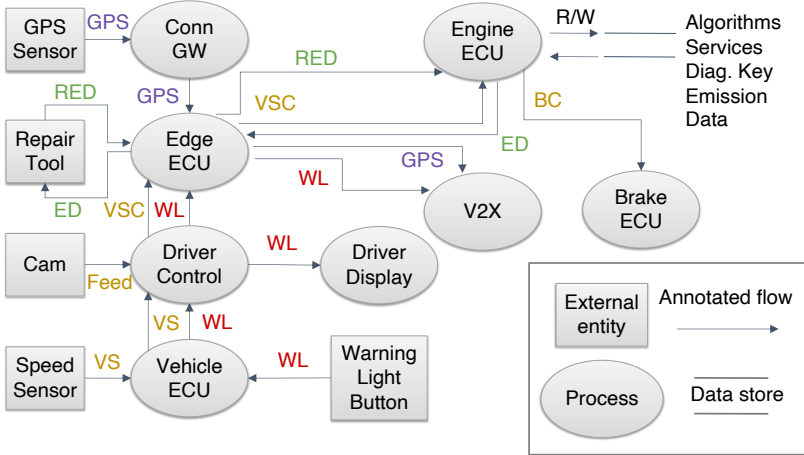 GPS
Sensor
GPS
Conn
GW
Engine
ECU
R/W
Algorithms
Services
Diag. Key
Emission
Data
RED
GPS
RED
VSC
BC
Repair
Tool
Edge
ECU
ED
GPS
WL
ED
VSC
WL
V2X
Brake
ECU
Cam
Feed
Driver
Control
WL
Driver
Display
VS
WL
Speed
Sensor
VS
Vehicle
ECU
WL
Warning
Light
Button
External
entity
Annotated flow
Process
Data store